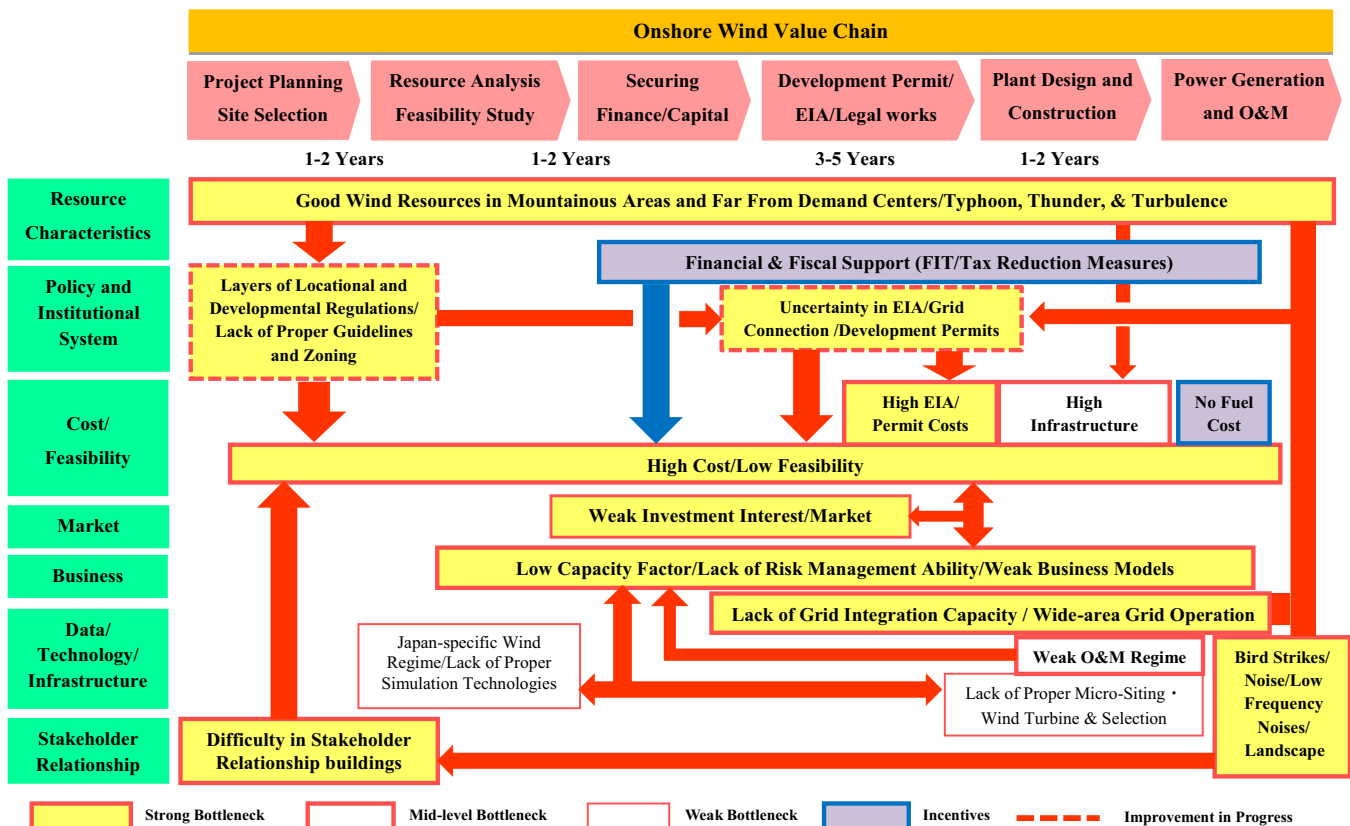 Onshore Wind Value Chain
Project Planning
Site Selection
Resource Analysis
Feasibility Study
Securing
Finance/Capital
Development Permit/
EIA/Legal works
Plant Design and
Construction
Power Generation
and O&M
1-2 Years
1-2 Years
3-5 Years
1-2 Years
Resource
Characteristics
Good Wind Resources in Mountainous Areas and Far From Demand Centers/Typhoon, Thunder, & Turbulence
Policy and
Institutional
System
Layers of Locational and
Developmental Regulations/
Lack of Proper Guidelines
and Zoning
Financial & Fiscal Support (FIT/Tax Reduction Measures)
Uncertainty in EIA/Grid
Connection /Development Permits
Cost/
Feasibility
High EIA/
Permit Costs
High
Infrastructure
No Fuel
Cost
High Cost/Low Feasibility
Market
Weak Investment Interest/Market
Business
Low Capacity Factor/Lack of Risk Management Ability/Weak Business Models
Data/
Technology/
Infrastructure
Lack of Grid Integration Capacity / Wide-area Grid Operation
Japan-specific Wind
Regime/Lack of Proper
Simulation Technologies
Weak O&M Regime
Lack of Proper Micro-Siting・
Wind Turbine & Selection
Bird Strikes/
Noise/Low
Frequency
Noises/
Landscape
Stakeholder
Relationship
Difficulty in Stakeholder
Relationship buildings
Strong Bottleneck
Mid-level Bottleneck
Weak Bottleneck
Incentives
Improvement in Progress